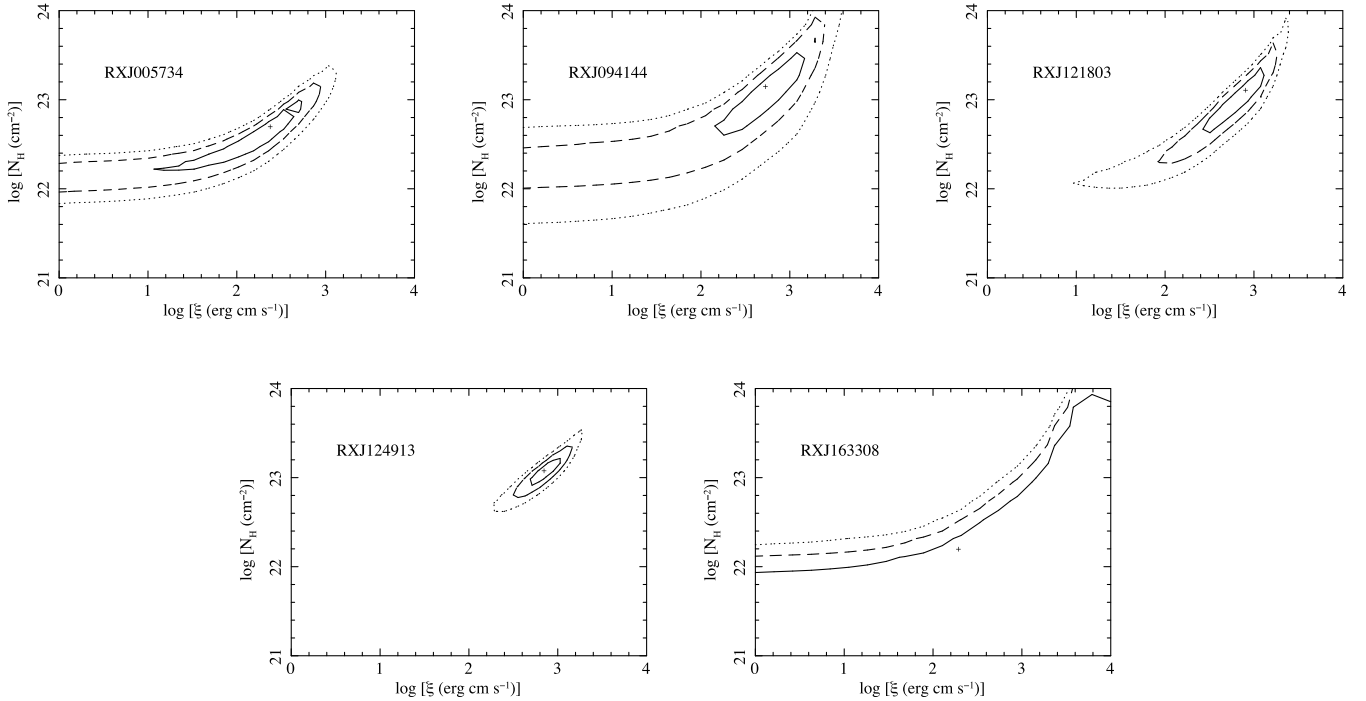 24
23
22
21
log [N_H (cm⁻²)]
RXJ005734
0 1 2 3 4
log [ξ (erg cm s⁻¹)]
24
23
22
21
log [N_H (cm⁻²)]
RXJ094144
0 1 2 3 4
log [ξ (erg cm s⁻¹)]
24
23
22
21
log [N_H (cm⁻²)]
RXJ121803
0 1 2 3 4
log [ξ (erg cm s⁻¹)]
24
23
22
21
log [N_H (cm⁻²)]
RXJ124913
0 1 2 3 4
log [ξ (erg cm s⁻¹)]
24
23
22
21
log [N_H (cm⁻²)]
RXJ163308
0 1 2 3 4
log [ξ (erg cm s⁻¹)]